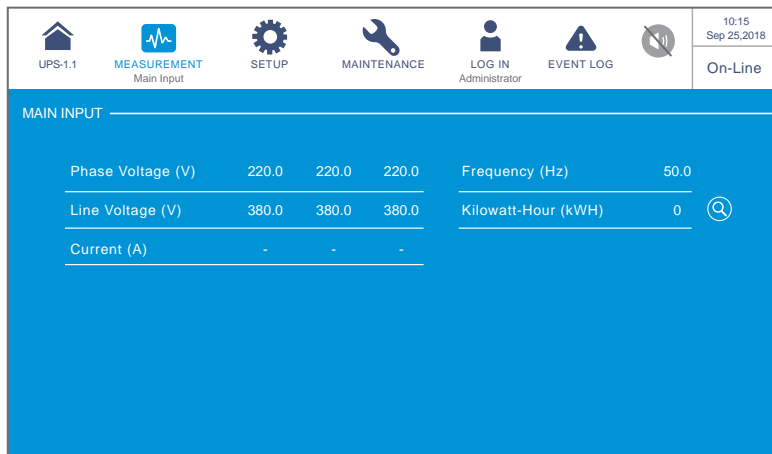 10:15
Sep 25,2018
UPS-1.1 MEASUREMENT SETUP MAINTENANCE LOG IN EVENT LOG
Main Input Administrator
On-Line
MAIN INPUT
Phase Voltage (V) 220.0 220.0 220.0 Frequency (Hz) 50.0
Line Voltage (V) 380.0 380.0 380.0 Kilowatt-Hour (kWH) 0
Current (A) - - -